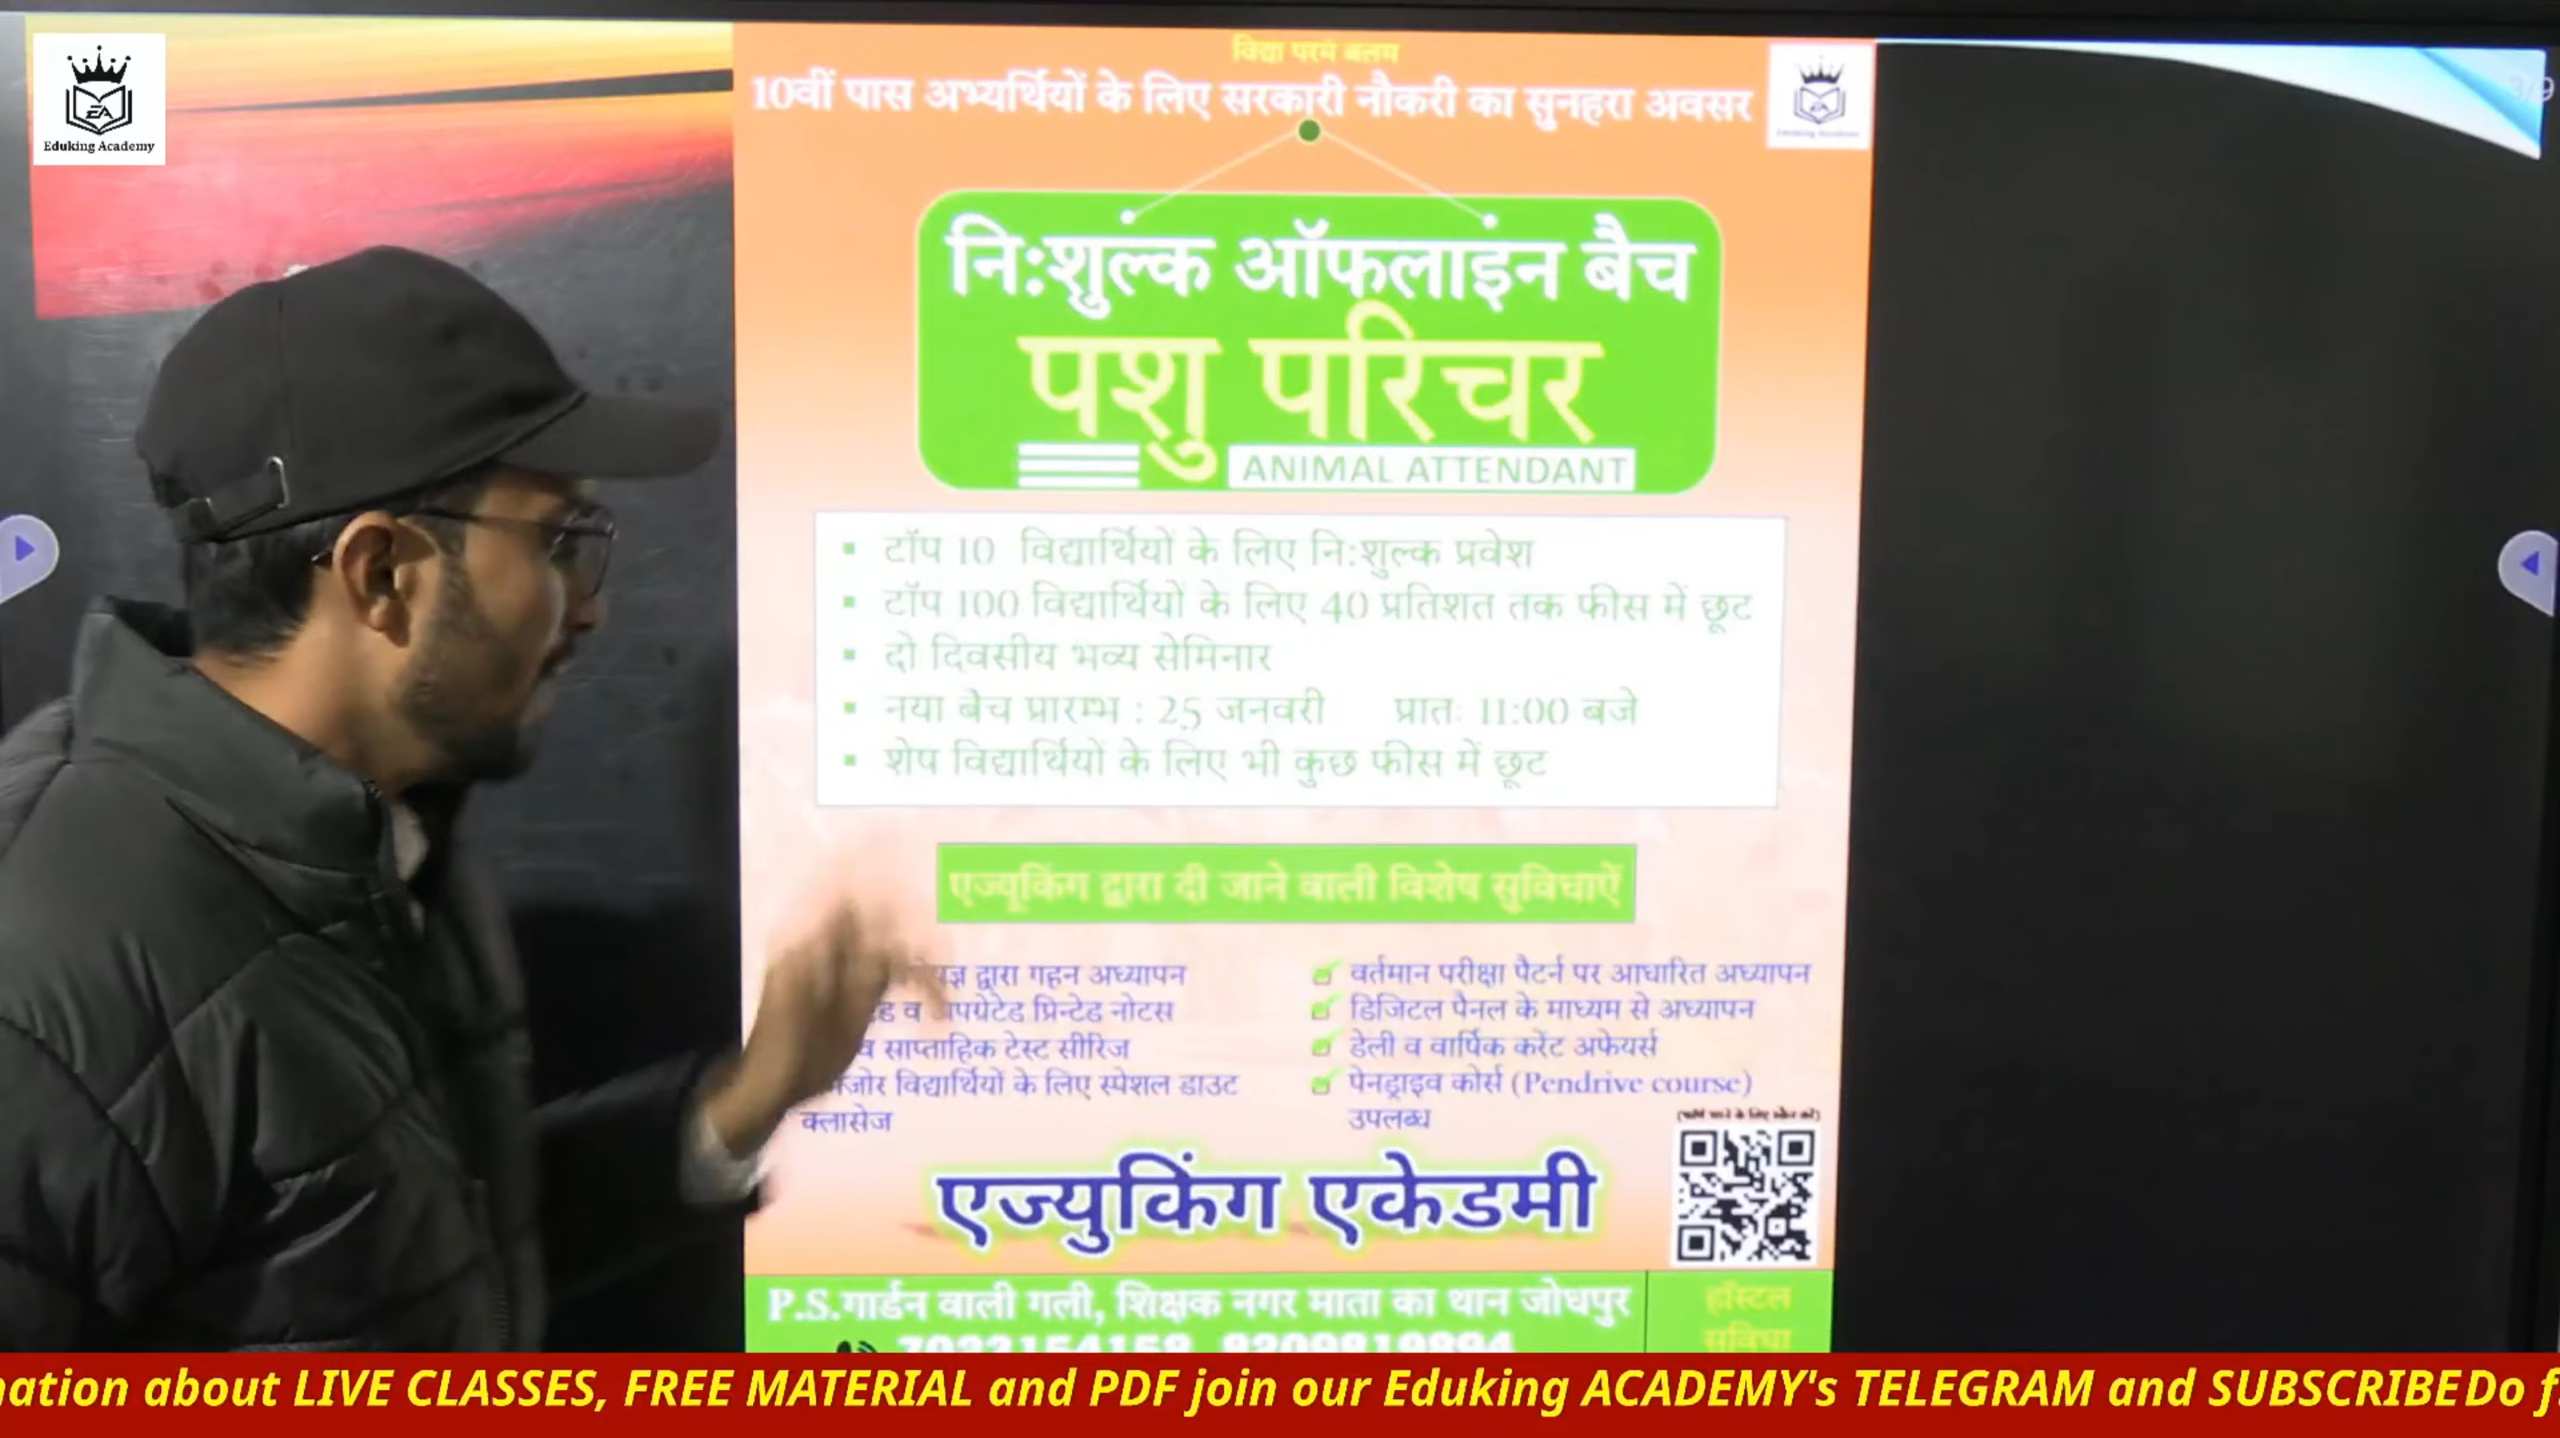 Eduking Academy
विद्या परमं बलम
10वीं पास अभ्यर्थियों के लिए सरकारी नौकरी का सुनहरा अवसर
नि:शुल्क ऑफलाइन बैच
पशु परिचर
ANIMAL ATTENDANT
टॉप 10 विद्यार्थियों के लिए नि:शुल्क प्रवेश
टॉप 100 विद्यार्थियों के लिए 40 प्रतिशत तक फीस में छूट
दो दिवसीय भव्य सेमिनार
नया बैच प्रारम्भ : 25 जनवरी प्रातः 11:00 बजे
शेष विद्यार्थियों के लिए भी कुछ फीस में छूट
एज्यूकिंग द्वारा दी जाने वाली विशेष सुविधाऐं
द्वारा गहन अध्यापन
व प्रिन्टेड नोटस
व साप्ताहिक टेस्ट सीरिज
विद्यार्थियों के लिए स्पेशल डाउट
क्लासेज
वर्तमान परीक्षा पैटर्न पर आधारित अध्यापन
डिजिटल पैनल के माध्यम से अध्यापन
डेली व वार्षिक करेंट अफेयर्स
पेनड्राइव कोर्स (Pendrive course)
उपलब्ध
एज्युकिंग एकेडमी
P.S.गार्डन वाली गली, शिक्षक नगर माता का थान जोधपुर
हॉस्टल
सुविधा
about LIVE CLASSES, FREE MATERIAL and PDF join our Eduking ACADEMY's TELEGRAM and SUBSCRIBE Do